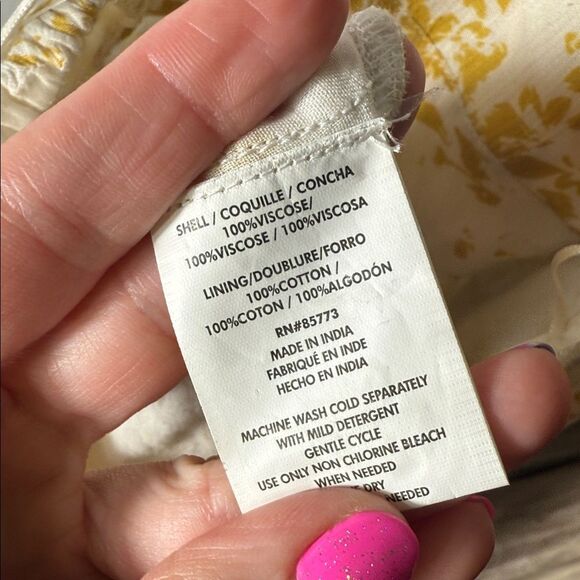 SHELL / COQUILLE / CONCHA
100%VISCOSE/
100%VISCOSE / 100%VISCOSA
LINING/DOUBLURE/FORRO
100%COTTON /
100%COTON / 100%ALGODÓN
RN#85773
MADE IN INDIA
FABRIQUÉ EN INDE
HECHO EN INDIA
MACHINE WASH COLD SEPARATELY
WITH MILD DETERGENT
GENTLE CYCLE
USE ONLY NON CHLORINE BLEACH
WHEN NEEDED
DRY
NEEDED